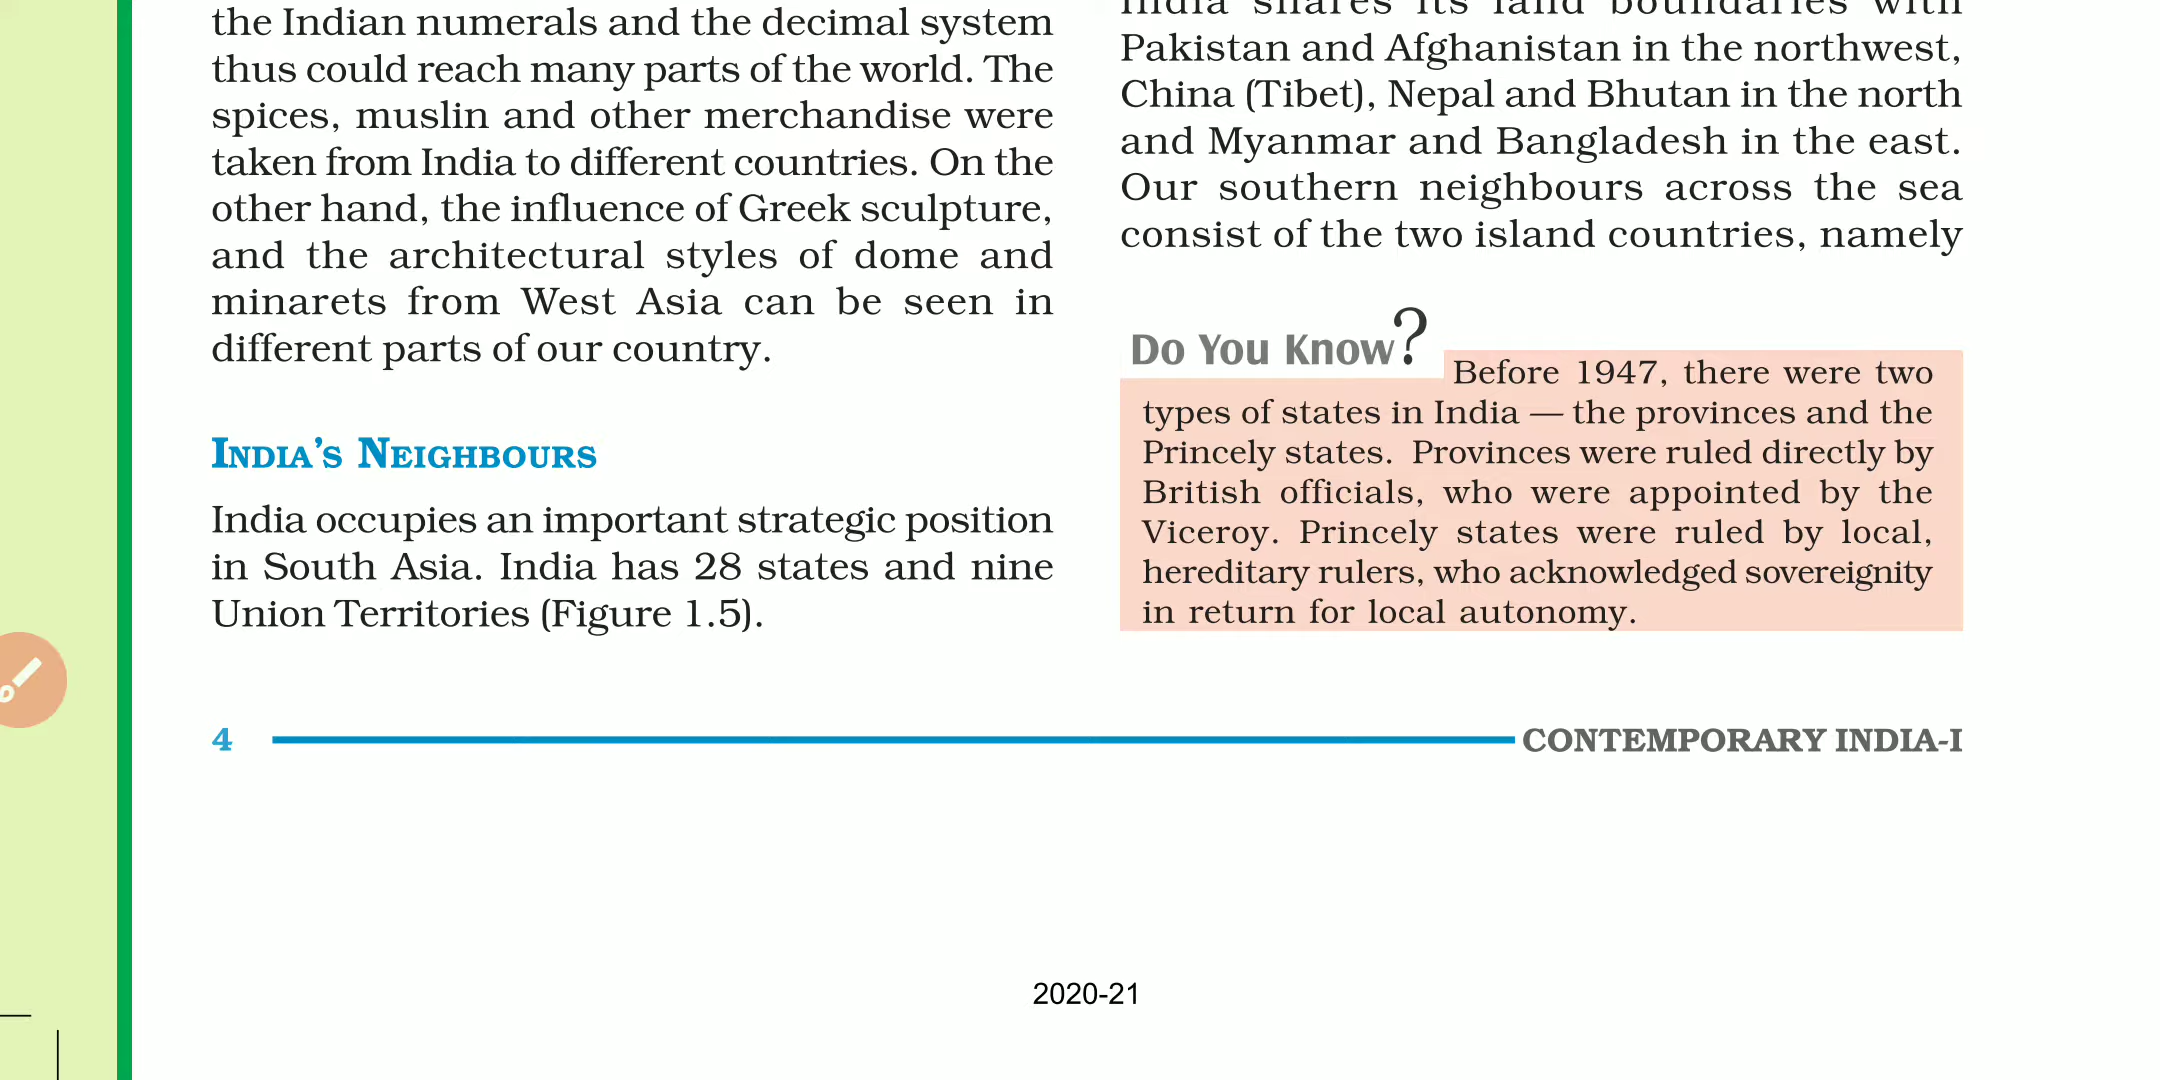 the Indian numerals and the decimal system
thus could reach many parts of the world. The
spices, muslin and other merchandise were
taken from India to different countries. On the
other hand, the influence of Greek sculpture,
and the architectural styles of dome and
minarets from West Asia can be seen in
different parts of our country.
INDIA'S NEIGHBOURS
India occupies an important strategic position
in South Asia. India has 28 states and nine
Union Territories (Figure 1.5).
India shares its land boundaries with
Pakistan and Afghanistan in the northwest,
China (Tibet), Nepal and Bhutan in the north
and Myanmar and Bangladesh in the east.
Our southern neighbours across the sea
consist of the two island countries, namely
Do You Know?
Before 1947, there were two
types of states in India — the provinces and the
Princely states. Provinces were ruled directly by
British officials, who were appointed by the
Viceroy. Princely states were ruled by local,
hereditary rulers, who acknowledged sovereignity
in return for local autonomy.
4
CONTEMPORARY INDIA-I
2020-21